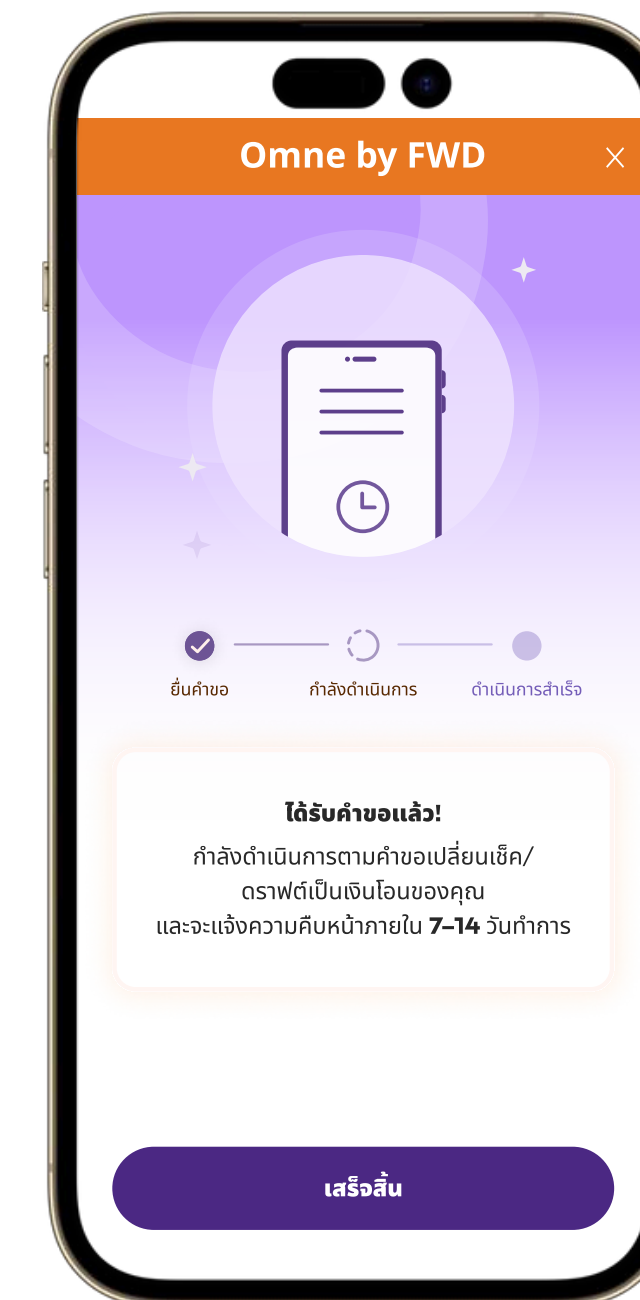 Omne by FWD
ยื่นคำขอ
กำลังดำเนินการ
ดำเนินการสำเร็จ
ได้รับคำขอแล้ว!
กำลังดำเนินการตามคำขอเปลี่ยนเช็ค/
ดราฟต์เป็นเงินโอนของคุณ
และจะแจ้งความคืบหน้าภายใน 7–14 วันทำการ
เสร็จสิ้น